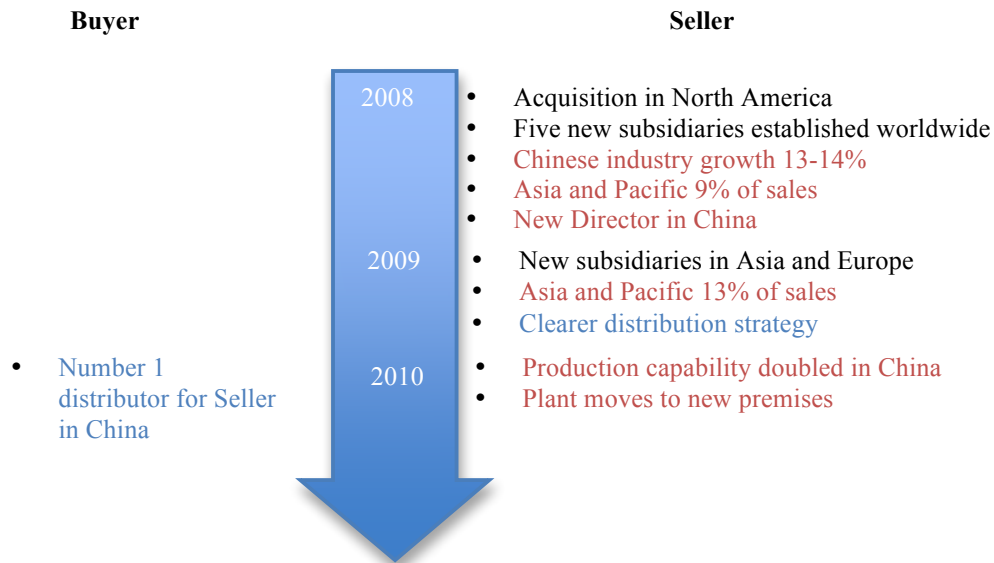 Buyer
Seller
2008
• Acquisition in North America
• Five new subsidiaries established worldwide
• Chinese industry growth 13-14%
• Asia and Pacific 9% of sales
• New Director in China
2009
• New subsidiaries in Asia and Europe
• Asia and Pacific 13% of sales
• Clearer distribution strategy
• Number 1
distributor for Seller
in China
2010
• Production capability doubled in China
• Plant moves to new premises